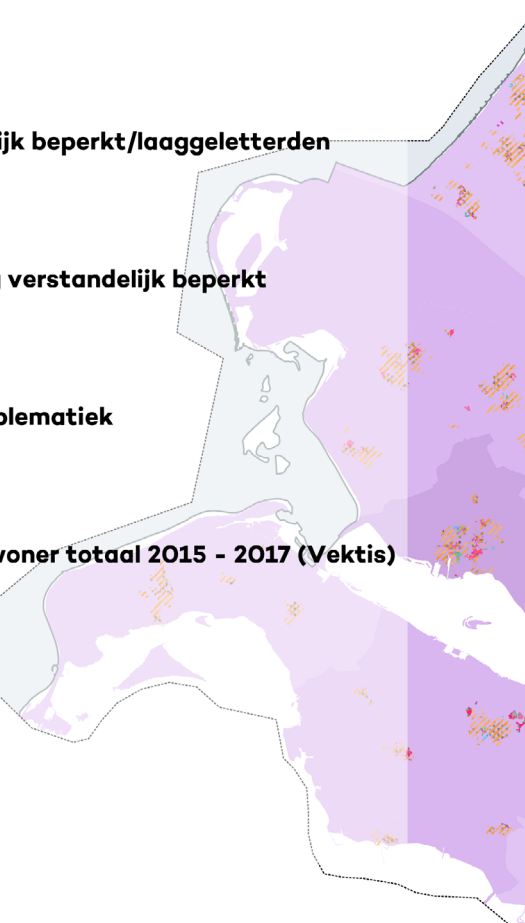 ijk beperkt/laaggeletterden
verstandelijk beperkt
blematiek
woner totaal 2015 - 2017 (Vektis)